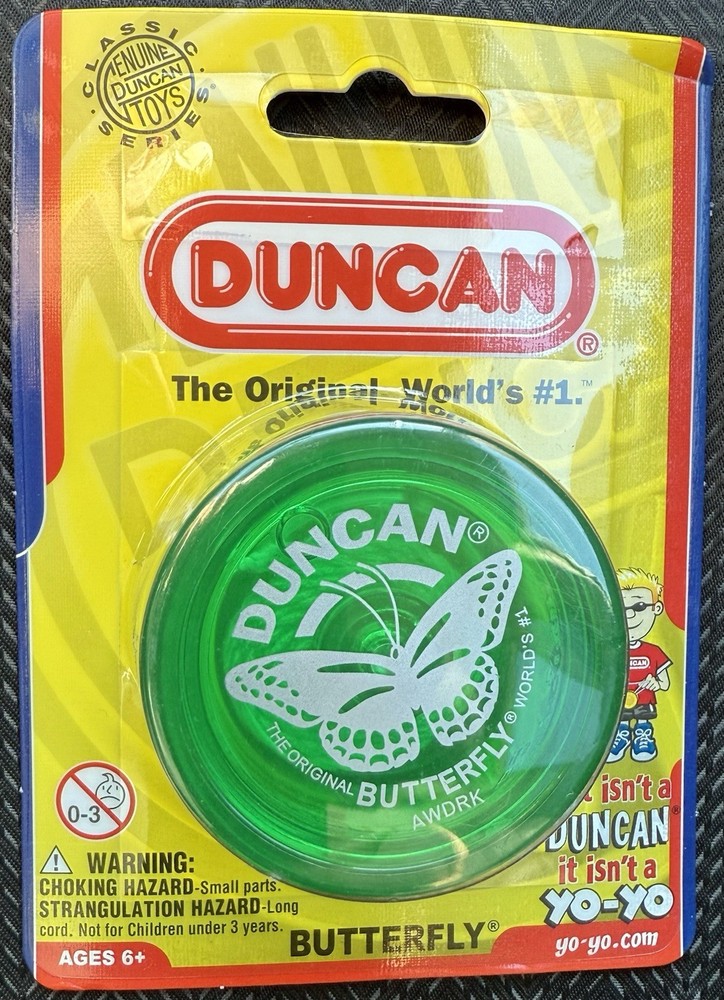 CLASSIC
GENUINE
DUNCAN
TOYS
SERIES
DUNCAN®
The Original World's #1.™
DUNCAN®
THE ORIGINAL BUTTERFLY® WORLD'S #1.
AWDRK
DUNCAN
0-3
isn't a
DUNCAN®
it isn't a
YO-YO
yo-yo.com
WARNING:
CHOKING HAZARD-Small parts.
STRANGULATION HAZARD-Long
cord. Not for Children under 3 years.
BUTTERFLY®
AGES 6+